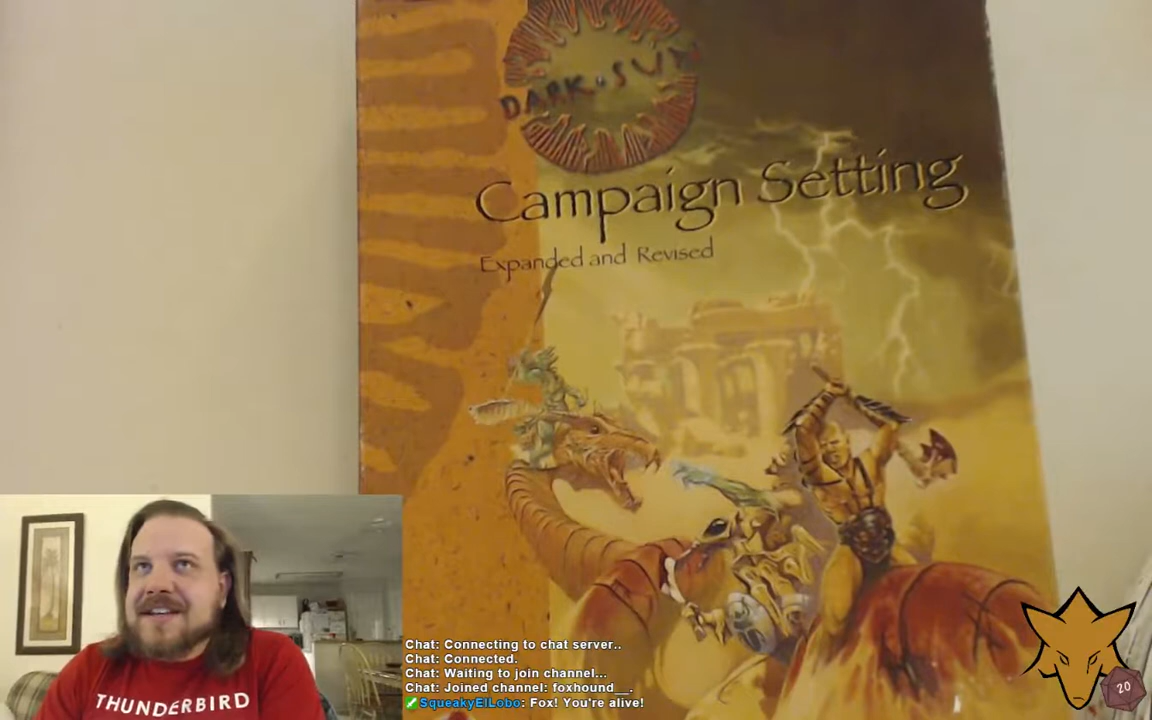 DARK·SUN
Campaign Setting
Expanded and Revised
THUNDERBIRD
Chat: Connecting to chat server..
Chat: Connected.
Chat: Waiting to join channel...
Chat: Joined channel: foxhound__.
SqueakyElLobo: Fox! You're alive!
20